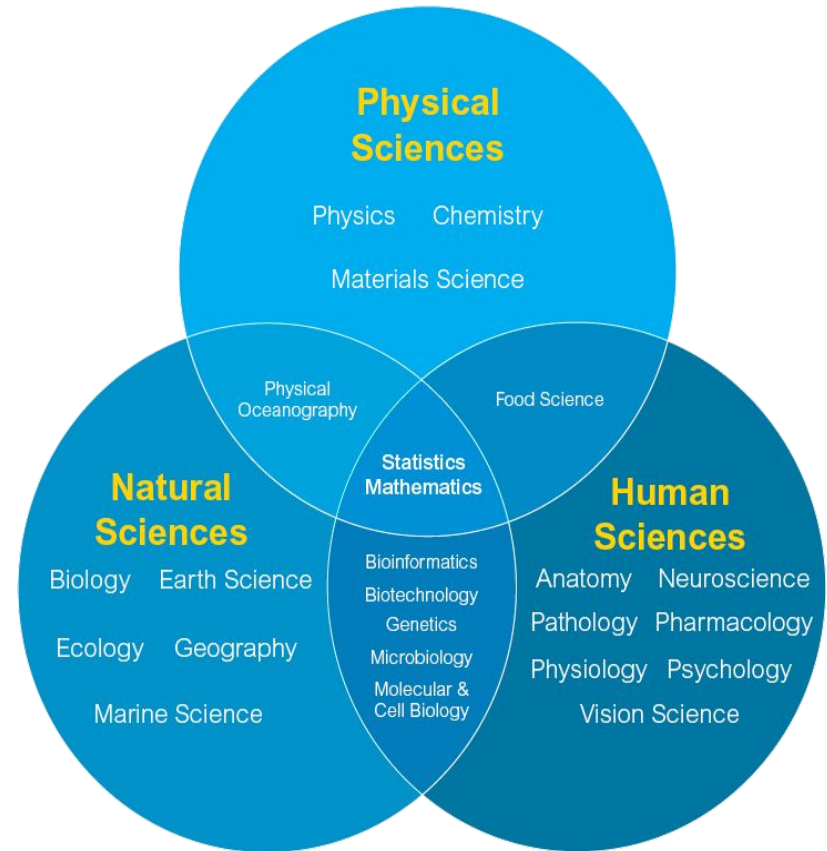 Physical
Sciences
Physics Chemistry
Materials Science
Physical
Oceanography
Food Science
Statistics
Mathematics
Natural
Sciences
Biology Earth Science
Ecology Geography
Marine Science
Bioinformatics
Biotechnology
Genetics
Microbiology
Molecular &
Cell Biology
Human
Sciences
Anatomy Neuroscience
Pathology Pharmacology
Physiology Psychology
Vision Science